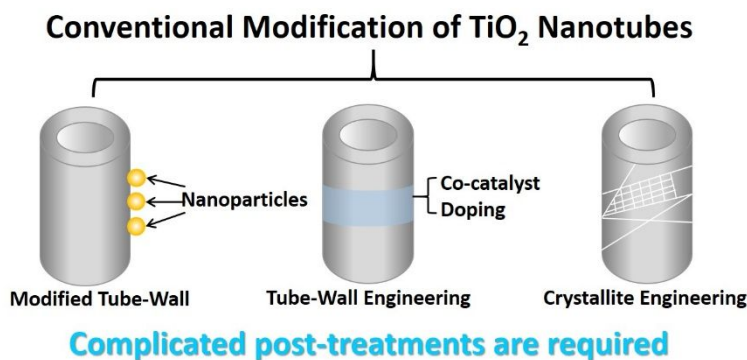 Conventional Modification of TiO₂ Nanotubes
Nanoparticles
Co-catalyst
Doping
Modified Tube-Wall
Tube-Wall Engineering
Crystallite Engineering
Complicated post-treatments are required